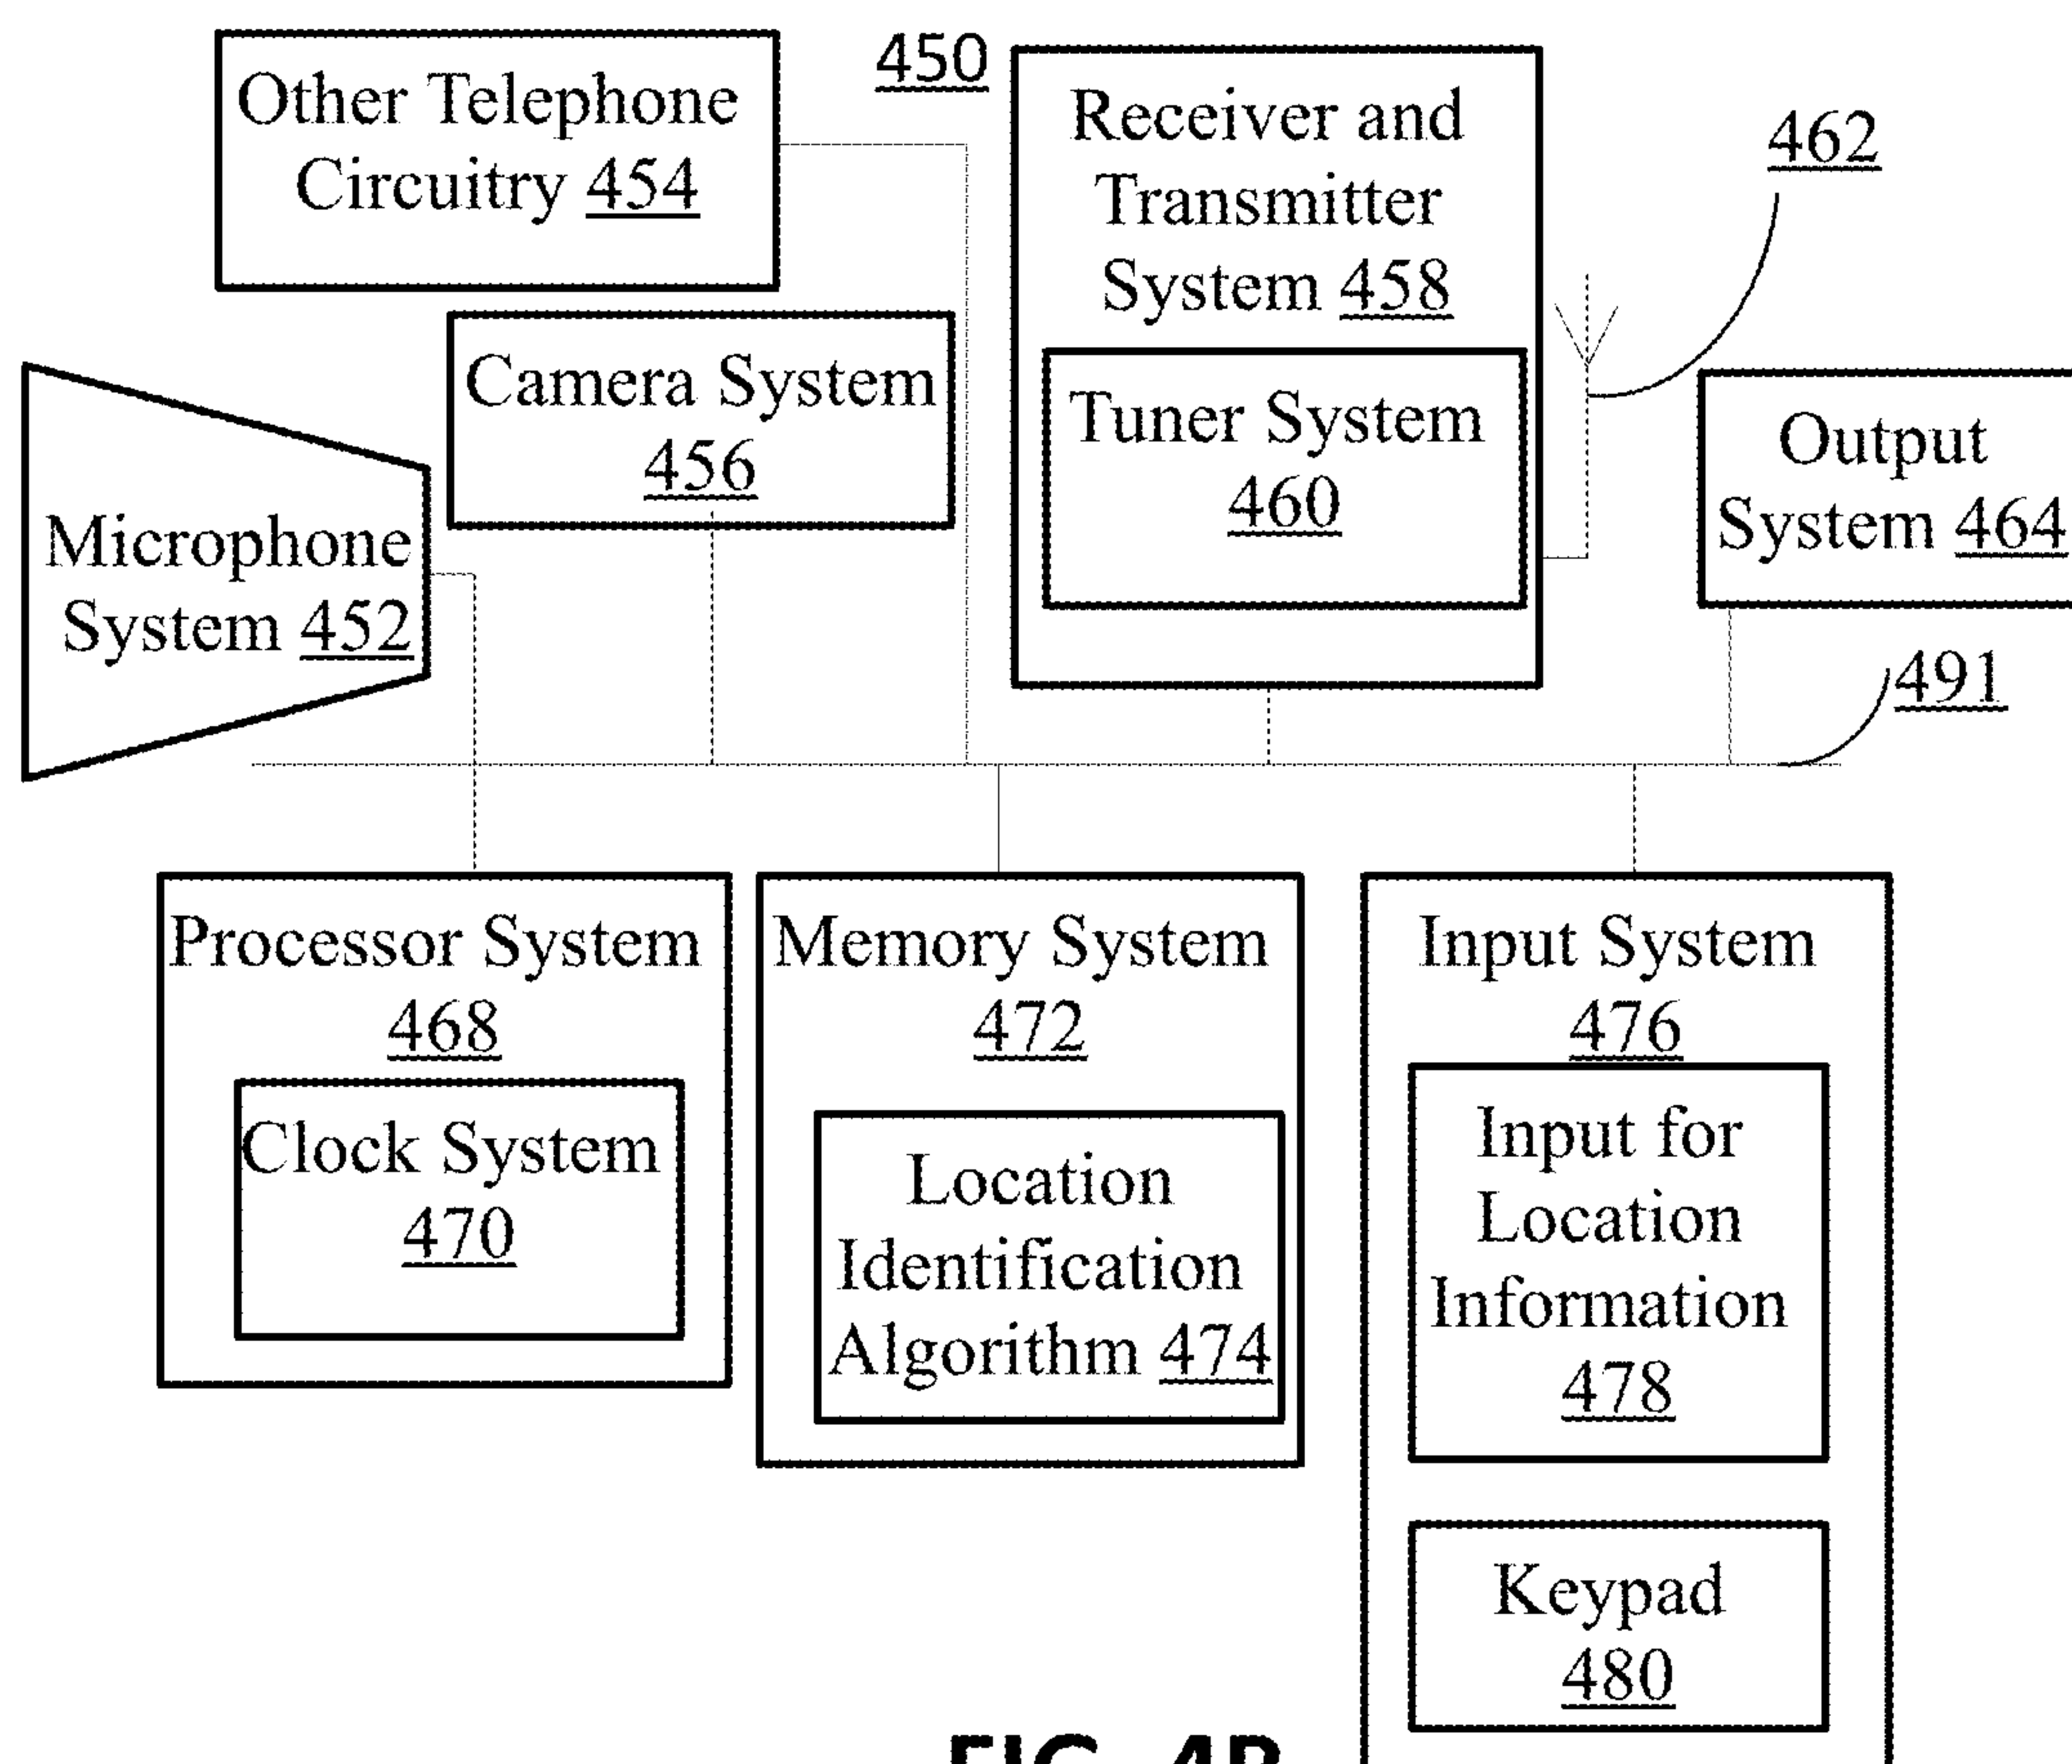 Other Telephone
Circuitry 454
450
Receiver and
Transmitter
System 458
462
Camera System
456
Tuner System
460
Output
System 464
Microphone
System 452
491
Processor System
468
Clock System
470
Memory System
472
Location
Identification
Algorithm 474
Input System
476
Input for
Location
Information
478
Keypad
480
FIG. 4B